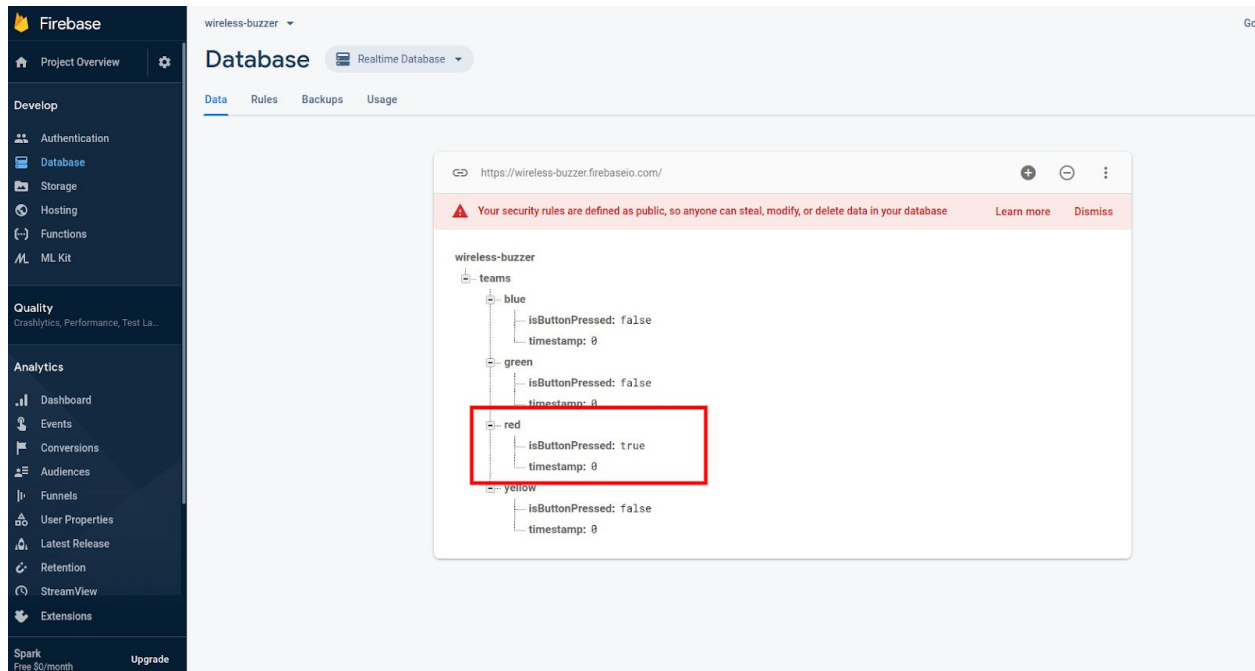 Firebase
Project Overview
Develop
Authentication
Database
Storage
Hosting
Functions
ML Kit
Quality
Crashlytics, Performance, Test La...
Analytics
Dashboard
Events
Conversions
Audiences
Funnels
User Properties
Latest Release
Retention
StreamView
Extensions
Spark
Free $0/month
Upgrade
wireless-buzzer
Go
Database
Realtime Database
Data Rules Backups Usage
https://wireless-buzzer.firebaseio.com/
Your security rules are defined as public, so anyone can steal, modify, or delete data in your database Learn more Dismiss
wireless-buzzer
teams
blue
isButtonPressed: false
timestamp: 0
green
isButtonPressed: false
timestamp: 0
red
isButtonPressed: true
timestamp: 0
yellow
isButtonPressed: false
timestamp: 0